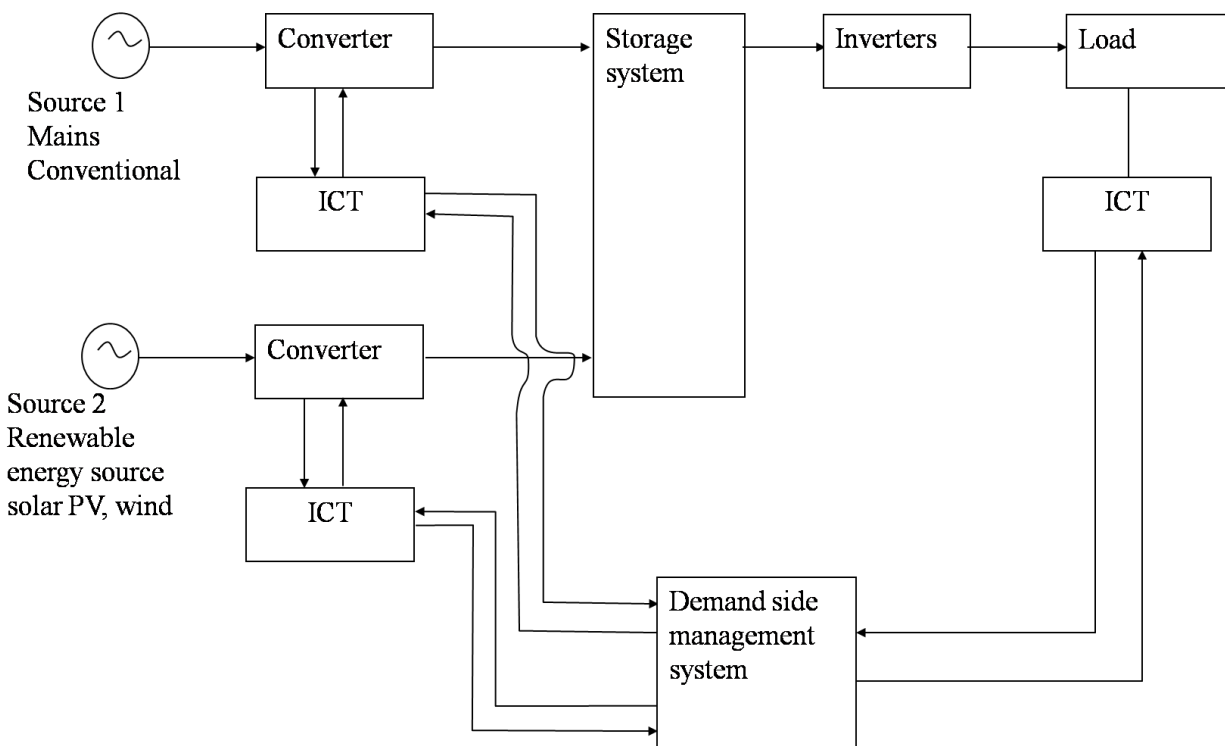 Converter
Storage
system
Inverters
Load
Source 1
Mains
Conventional
ICT
ICT
Converter
Source 2
Renewable
energy source
solar PV, wind
ICT
Demand side
management
system